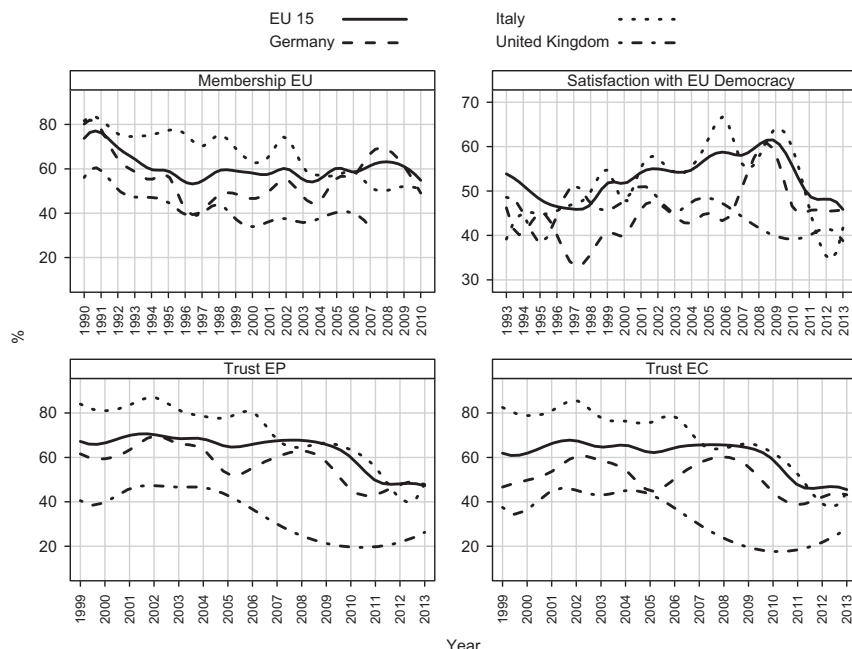 EU 15
Italy
Germany
United Kingdom
Membership EU
Satisfaction with EU Democracy
80
60
40
20
70
60
50
40
30
1990 1991 1992 1993 1994 1995 1996 1997 1998 1999 2000 2001 2002 2003 2004 2005 2006 2007 2008 2009 2010
1993 1994 1995 1996 1997 1998 1999 2000 2001 2002 2003 2004 2005 2006 2007 2008 2009 2010 2011 2012 2013
%
Trust EP
Trust EC
80
60
40
20
80
60
40
20
1999 2000 2001 2002 2003 2004 2005 2006 2007 2008 2009 2010 2011 2012 2013
1999 2000 2001 2002 2003 2004 2005 2006 2007 2008 2009 2010 2011 2012 2013
Year